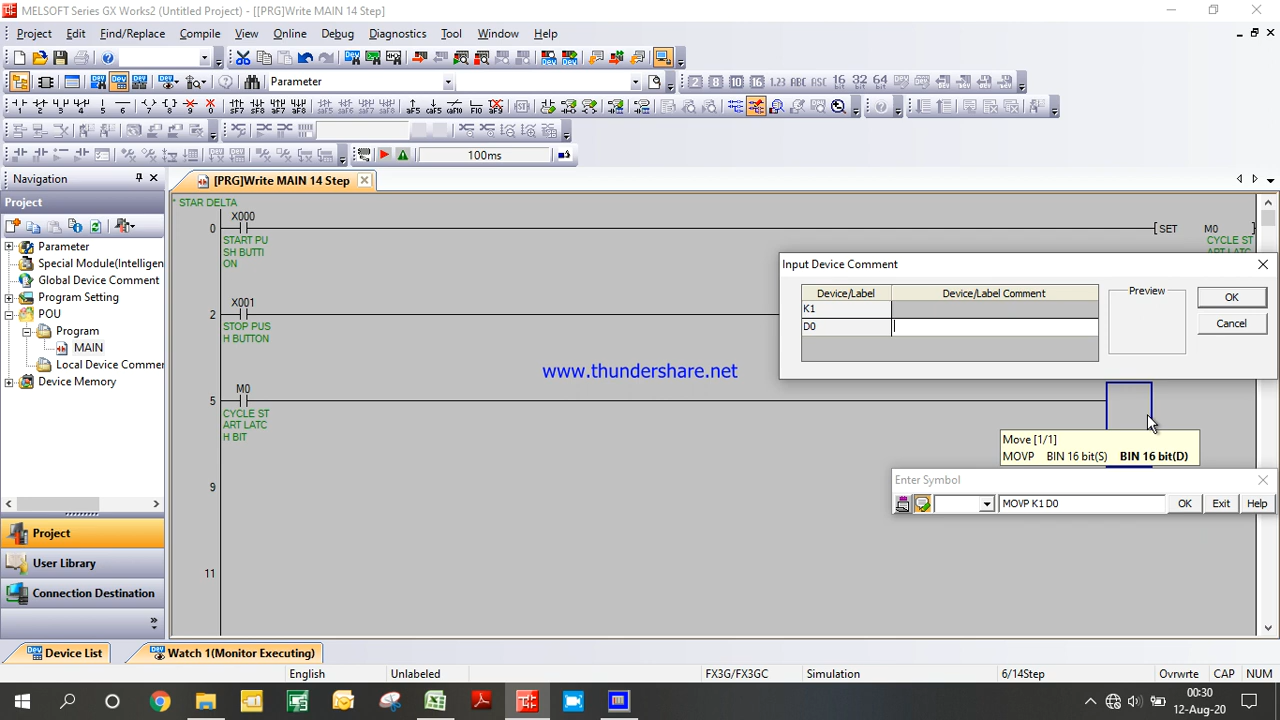 MELSOFT Series GX Works2 (Untitled Project) - [[PRG]Write MAIN 14 Step]
Project Edit Find/Replace Compile View Online Debug Diagnostics Tool Window Help
Parameter
100ms
Navigation
[PRG]Write MAIN 14 Step
Project
Parameter
Special Module(Intelligen
Global Device Comment
Program Setting
POU
Program
MAIN
Local Device Commer
Device Memory
Project
User Library
Connection Destination
* STAR DELTA
0
X000
START PU
SH BUTTI
ON
SET M0
CYCLE ST
ART LATC
2
X001
STOP PUS
H BUTTON
www.thundershare.net
5
M0
CYCLE ST
ART LATC
H BIT
9
11
Input Device Comment
Device/Label Device/Label Comment
K1
D0
Preview
OK
Cancel
Move [1/1]
MOVP BIN 16 bit(S) BIN 16 bit(D)
Enter Symbol
MOVP K1 D0
OK Exit Help
Device List
Watch 1(Monitor Executing)
English Unlabeled FX3G/FX3GC Simulation 6/14Step Ovrwrte CAP NUM
00:30
12-Aug-20